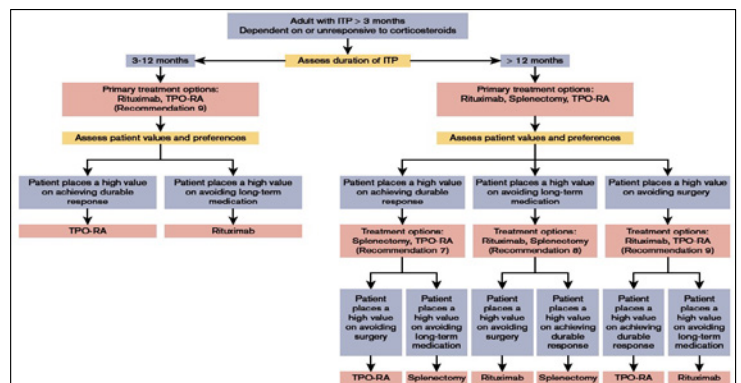 Adult with ITP > 3 months
Dependent on or unresponsive to corticosteroids
3-12 months
Assess duration of ITP
> 12 months
Primary treatment options:
Rituximab, TPO-RA
(Recommendation 9)
Primary treatment options:
Rituximab, Splenectomy, TPO-RA
Assess patient values and preferences
Assess patient values and preferences
Patient places a high value
on achieving durable
response
Patient places a high value
on avoiding long-term
medication
Patient places a high value
on achieving durable
response
Patient places a high value
on avoiding long-term
medication
Patient places a high value
on avoiding surgery
TPO-RA
Rituximab
Treatment options:
Splenectomy, TPO-RA
(Recommendation 7)
Treatment options:
Rituximab, Splenectomy
(Recommendation 8)
Treatment options:
Rituximab, TPO-RA
(Recommendation 9)
Patient
places a
high value
on avoiding
surgery
Patient
places a
high value
on avoiding
long-term
medication
Patient
places a
high value
on avoiding
surgery
Patient
places a
high value
on achieving
durable
response
Patient
places a
high value
on achieving
durable
response
Patient
places a
high value
on avoiding
long-term
medication
TPO-RA
Splenectomy
Rituximab
Splenectomy
TPO-RA
Rituximab